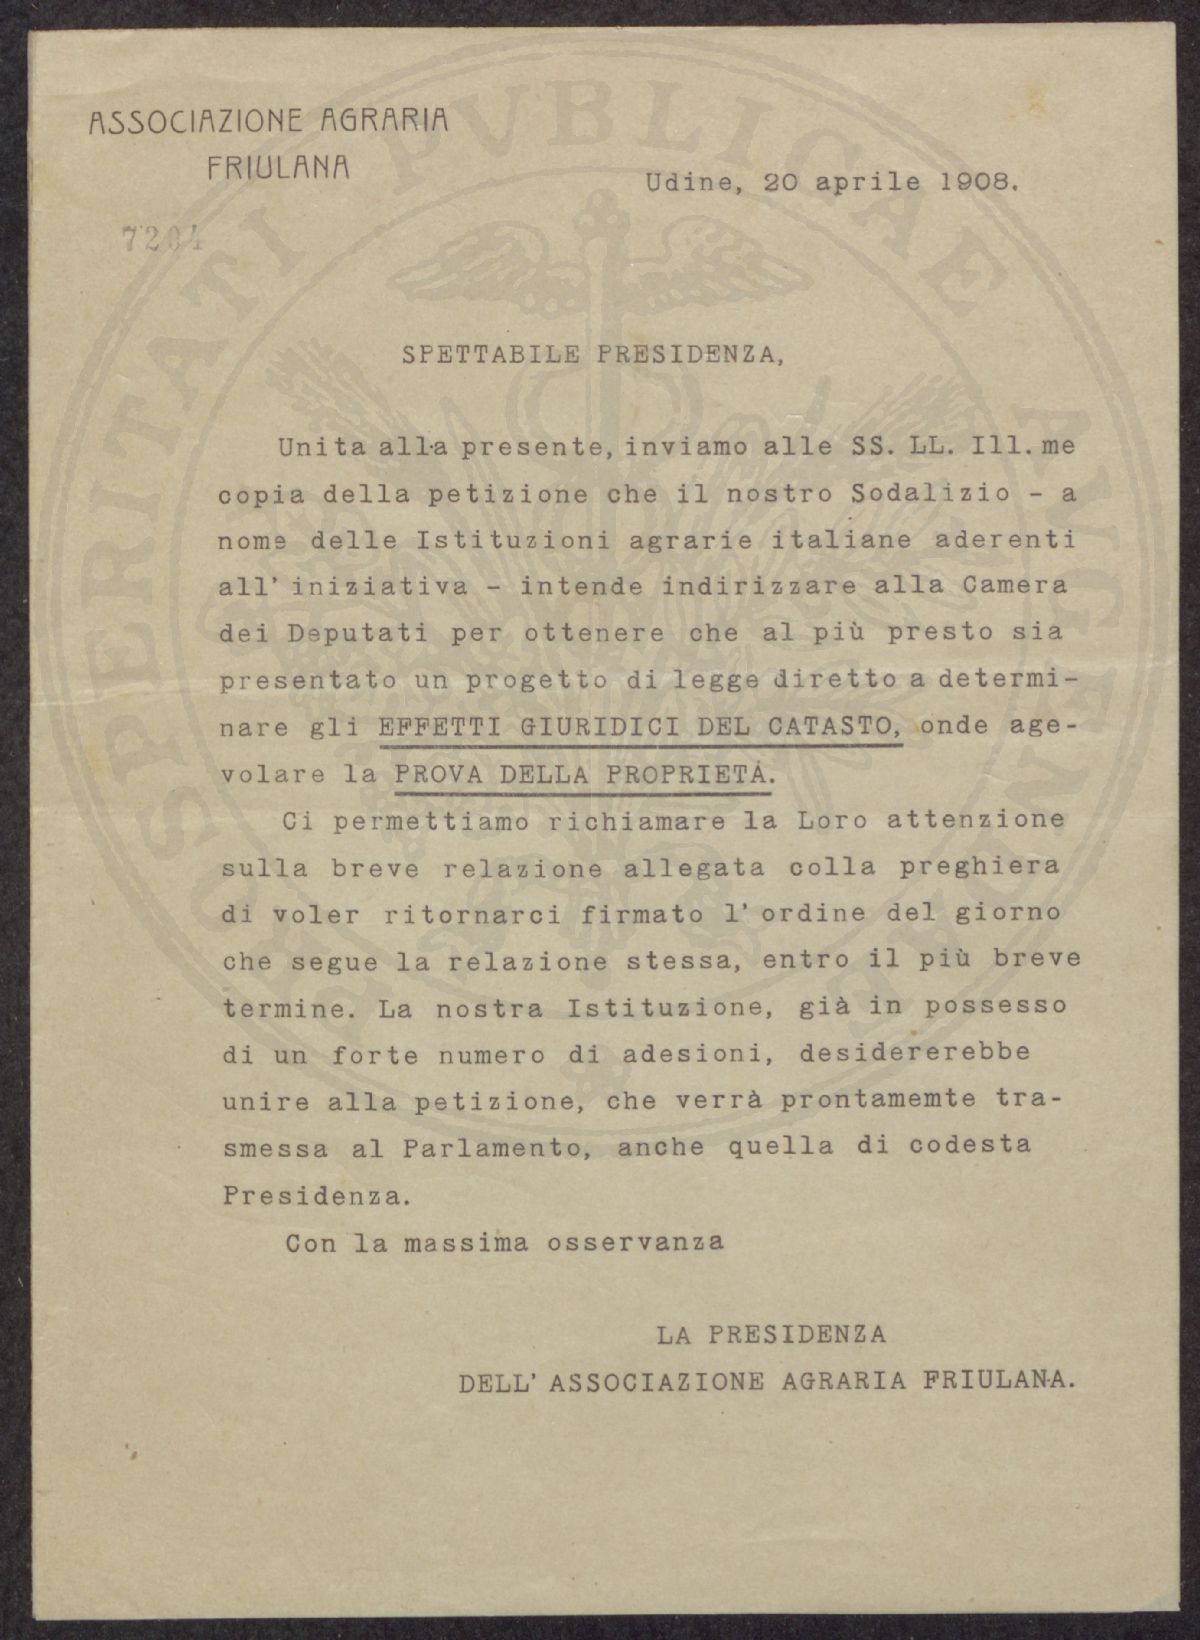 ASSOCIAZIONE AGRARIA
FRIULANA
Udine, 20 aprile 1908.
7204
SPETTABILE PRESIDENZA,
Unita alla presente, inviamo alle SS. LL. Ill.me
copia della petizione che il nostro Sodalizio - a
nome delle Istituzioni agrarie italiane aderenti
all'iniziativa - intende indirizzare alla Camera
dei Deputati per ottenere che al più presto sia
presentato un progetto di legge diretto a determi-
nare gli EFFETTI GIURIDICI DEL CATASTO, onde age-
volare la PROVA DELLA PROPRIETÀ.
Ci permettiamo richiamare la Loro attenzione
sulla breve relazione allegata colla preghiera
di voler ritornarci firmato l'ordine del giorno
che segue la relazione stessa, entro il più breve
termine. La nostra Istituzione, già in possesso
di un forte numero di adesioni, desidererebbe
unire alla petizione, che verrà prontamemte tra-
smessa al Parlamento, anche quella di codesta
Presidenza.
Con la massima osservanza
LA PRESIDENZA
DELL'ASSOCIAZIONE AGRARIA FRIULANA.
PVBLICAE